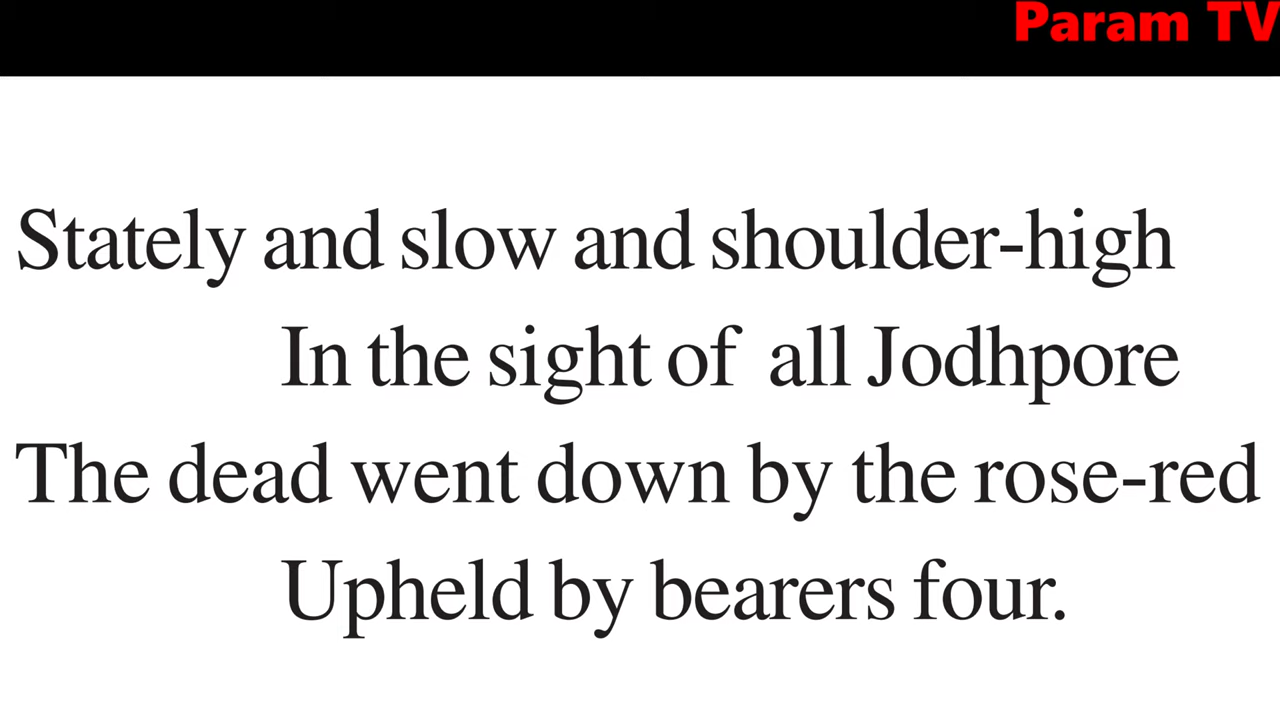 Param TV
Stately and slow and shoulder-high
In the sight of all Jodhpore
The dead went down by the rose-red
Upheld by bearers four.